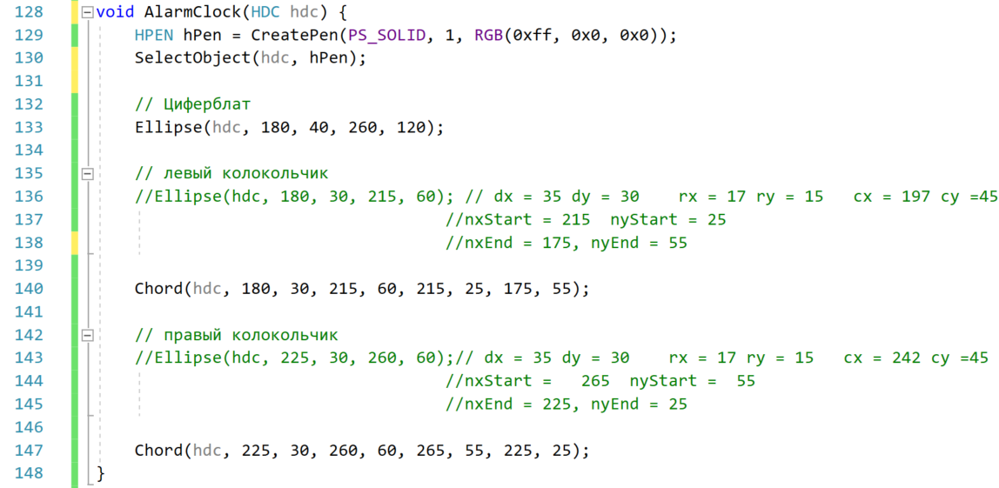 128 void AlarmClock(HDC hdc) {
129 HPEN hPen = CreatePen(PS_SOLID, 1, RGB(0xff, 0x0, 0x0));
130 SelectObject(hdc, hPen);
131
132 // Циферблат
133 Ellipse(hdc, 180, 40, 260, 120);
134
135 // левый колокольчик
136 //Ellipse(hdc, 180, 30, 215, 60); // dx = 35 dy = 30    rx = 17 ry = 15   cx = 197 cy =45
137 //nxStart = 215  nyStart = 25
138 //nxEnd = 175, nyEnd = 55
139
140 Chord(hdc, 180, 30, 215, 60, 215, 25, 175, 55);
141
142 // правый колокольчик
143 //Ellipse(hdc, 225, 30, 260, 60);// dx = 35 dy = 30    rx = 17 ry = 15   cx = 242 cy =45
144 //nxStart =   265  nyStart =  55
145 //nxEnd = 225, nyEnd = 25
146
147 Chord(hdc, 225, 30, 260, 60, 265, 55, 225, 25);
148 }